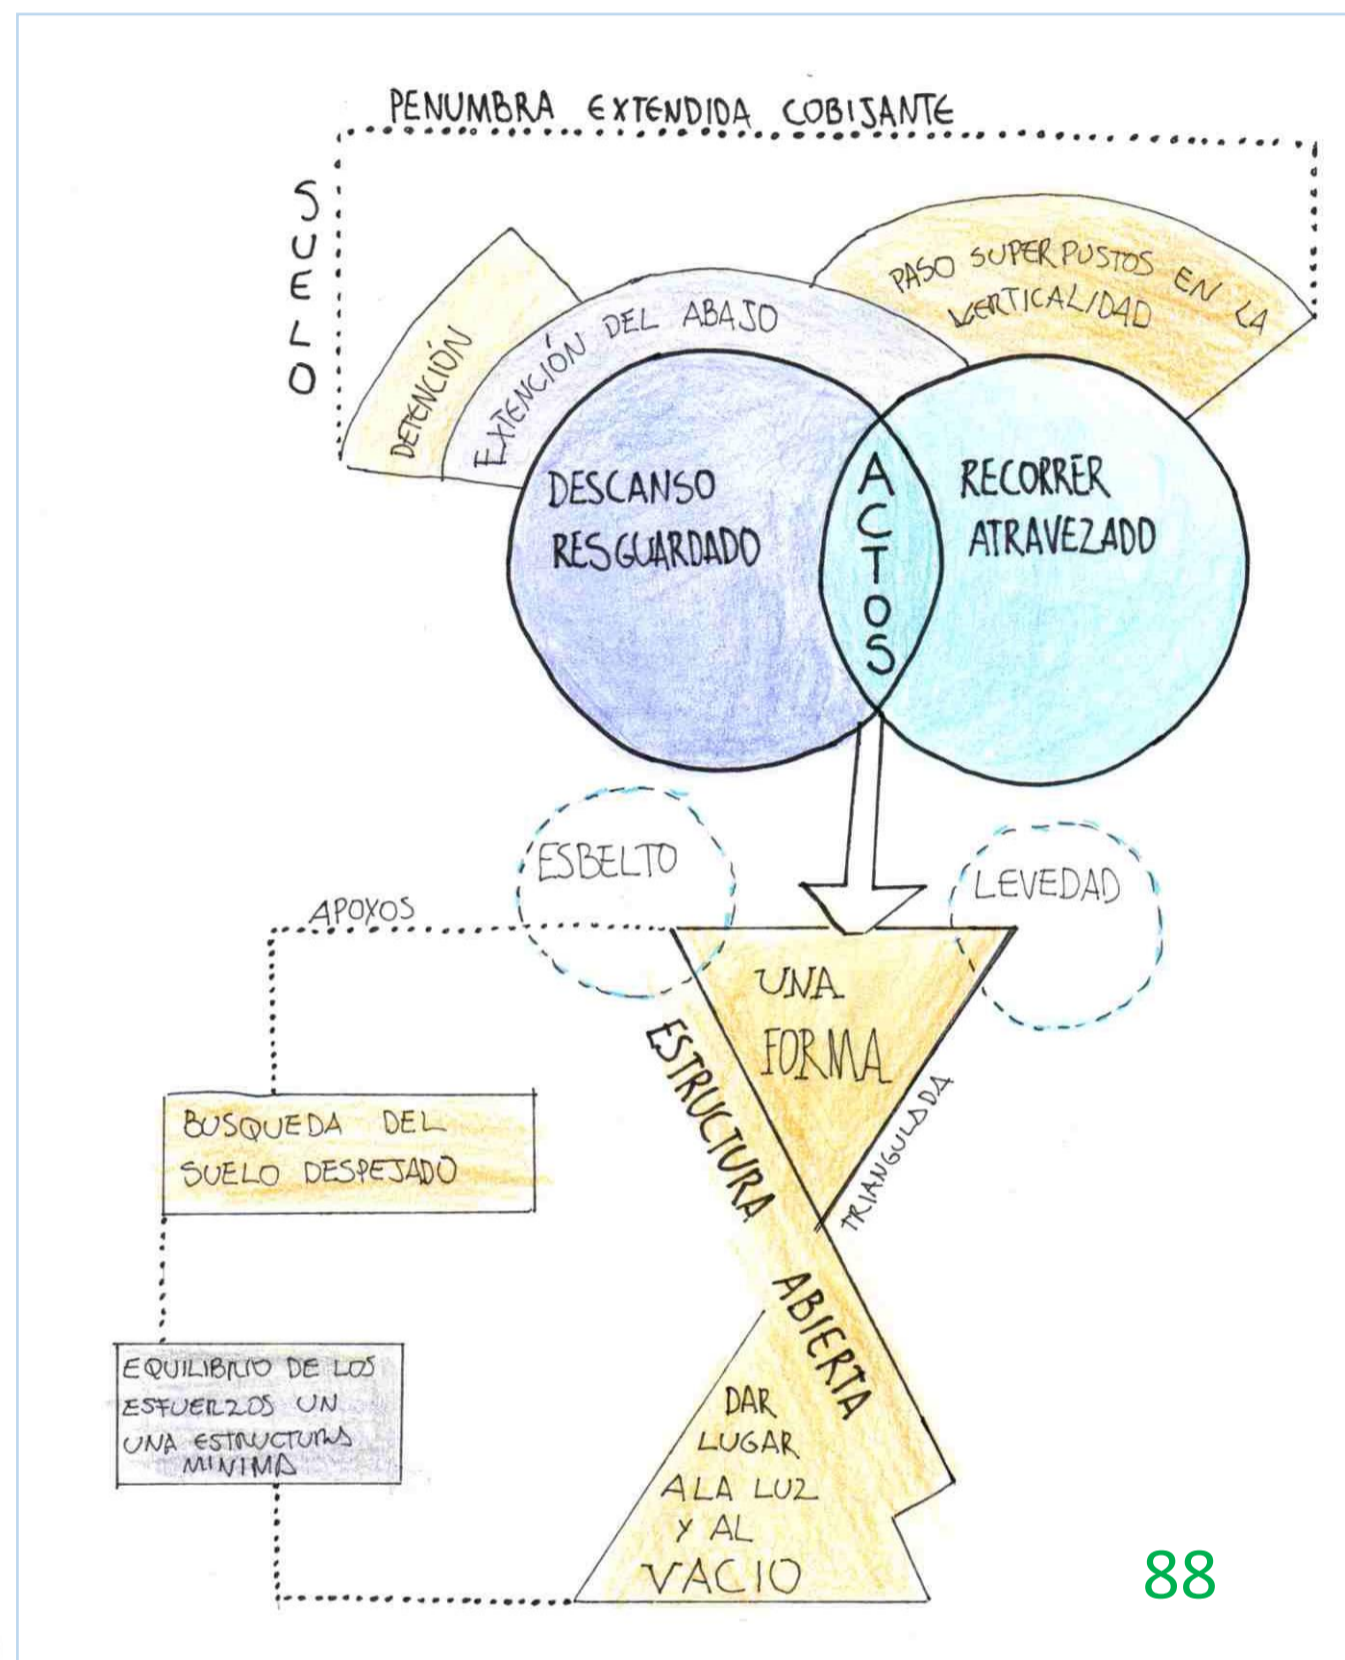 PENUMBRA EXTENDIDA COBIJANTE
SUELO
DETENCIÓN
EXTENCIÓN DEL ABAJO
PASO SUPERPUSTOS EN LA
VERTICALIDAD
DESCANSO
RESGUARDADO
ACTOS
RECORRER
ATRAVEZADO
ESBELTO
LEVEDAD
APOYOS
UNA
FORMA
ESTRUCTURA
ABIERTA
TRIANGULADA
BUSQUEDA DEL
SUELO DESPEJADO
EQUILIBRIO DE LOS
ESFUERZOS UN
UNA ESTRUCTURA
MINIMA
DAR
LUGAR
A LA LUZ
Y AL
VACIO
88